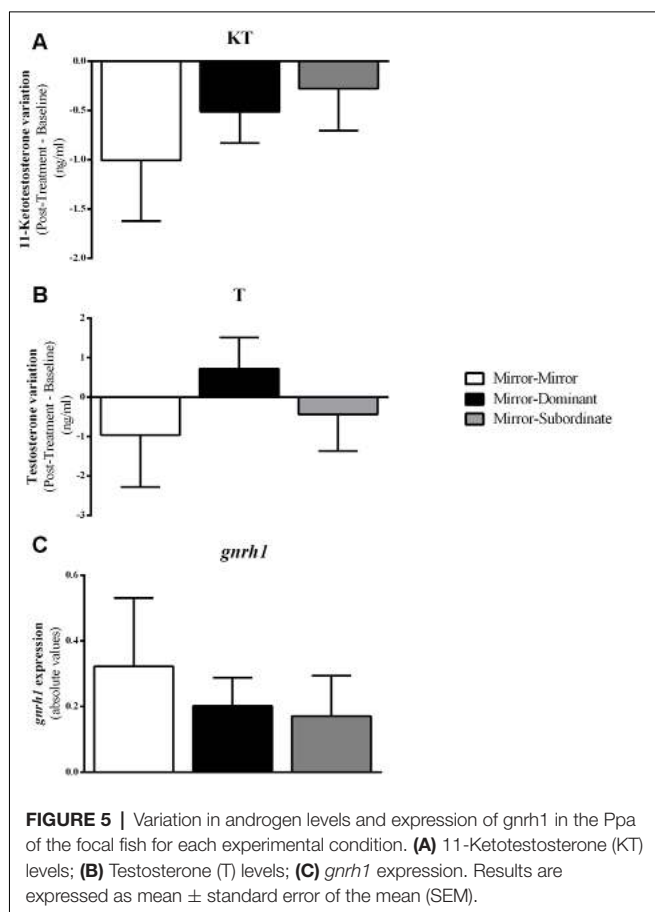 A
KT
11-Ketotestosterone variation
(Post-Treatment - Baseline)
(ng/ml)
0.0
-0.5
-1.0
-1.5
-2.0
B
T
Testosterone variation
(Post-Treatment - Baseline)
(ng/ml)
2
1
0
-1
-2
-3
Mirror-Mirror
Mirror-Dominant
Mirror-Subordinate
C
gnrh1
gnrh1 expression
(absolute values)
0.6
0.4
0.2
0.0
FIGURE 5 | Variation in androgen levels and expression of gnrh1 in the Ppa
of the focal fish for each experimental condition. (A) 11-Ketotestosterone (KT)
levels; (B) Testosterone (T) levels; (C) gnrh1 expression. Results are
expressed as mean ± standard error of the mean (SEM).